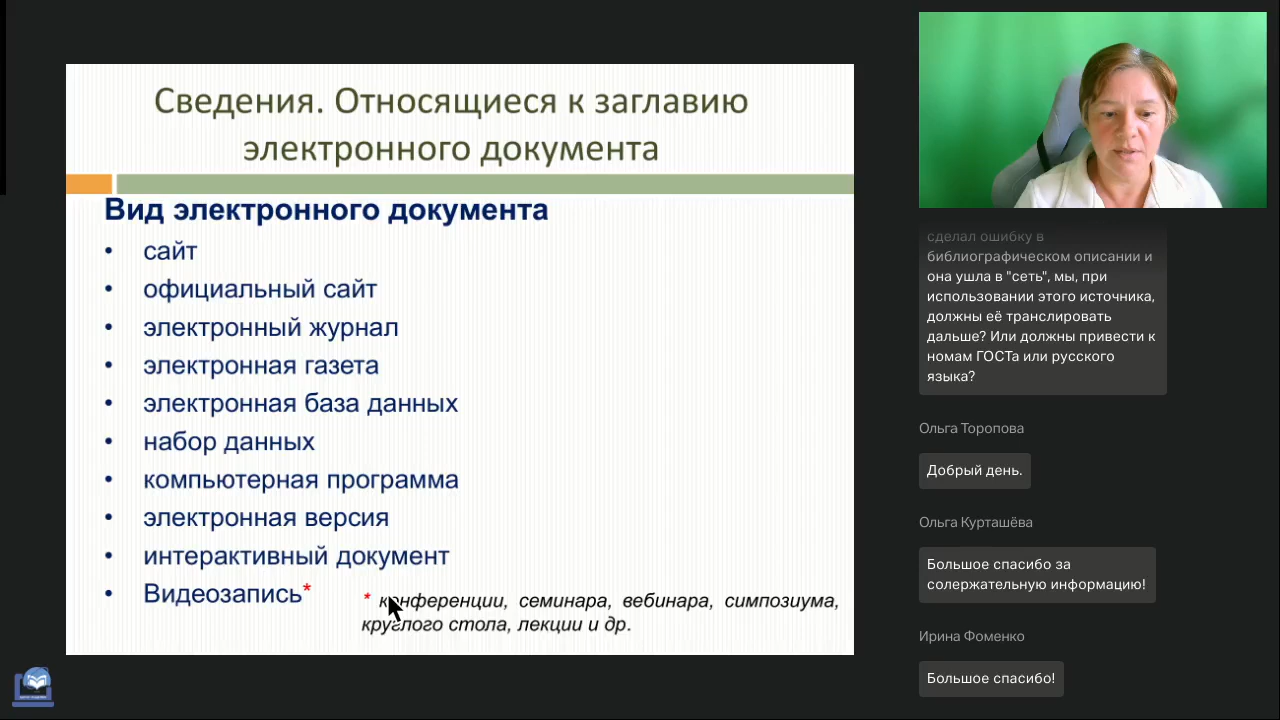 Сведения. Относящиеся к заглавию
электронного документа
Вид электронного документа
• сайт
• официальный сайт
• электронный журнал
• электронная газета
• электронная база данных
• набор данных
• компьютерная программа
• электронная версия
• интерактивный документ
• Видеозапись*
* конференции, семинара, вебинара, симпозиума,
круглого стола, лекции и др.
сделал ошибку в
библиографическом описании и
она ушла в "сеть", мы, при
использовании этого источника,
должны её транслировать
дальше? Или должны привести к
номам ГОСТа или русского
языка?
Ольга Торопова
Добрый день.
Ольга Курташёва
Большое спасибо за
солержательную информацию!
Ирина Фоменко
Большое спасибо!